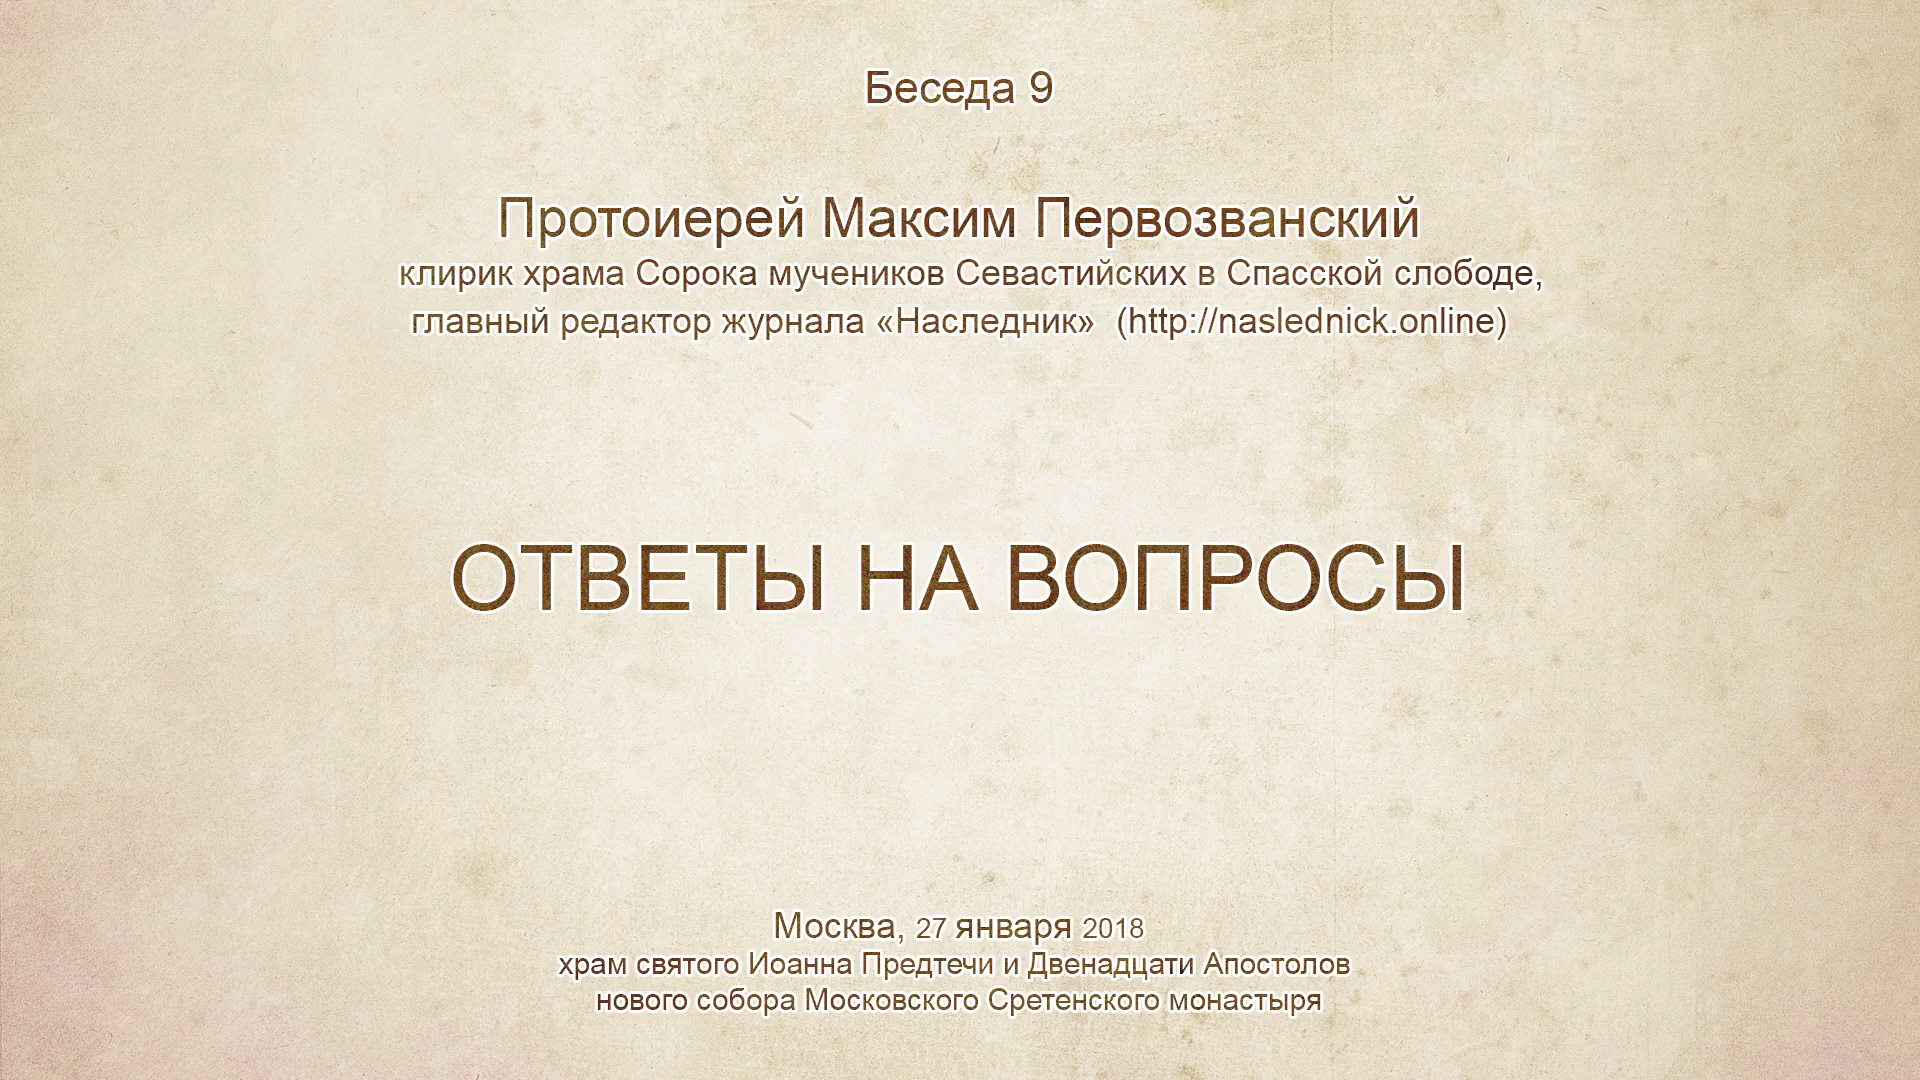 Беседа 9
Протоиерей Максим Первозванский
клирик храма Сорока мучеников Севастийских в Спасской слободе,
главный редактор журнала «Наследник» (http://naslednick.online)
ОТВЕТЫ НА ВОПРОСЫ
Москва, 27 января 2018
храм святого Иоанна Предтечи и Двенадцати Апостолов
нового собора Московского Сретенского монастыря